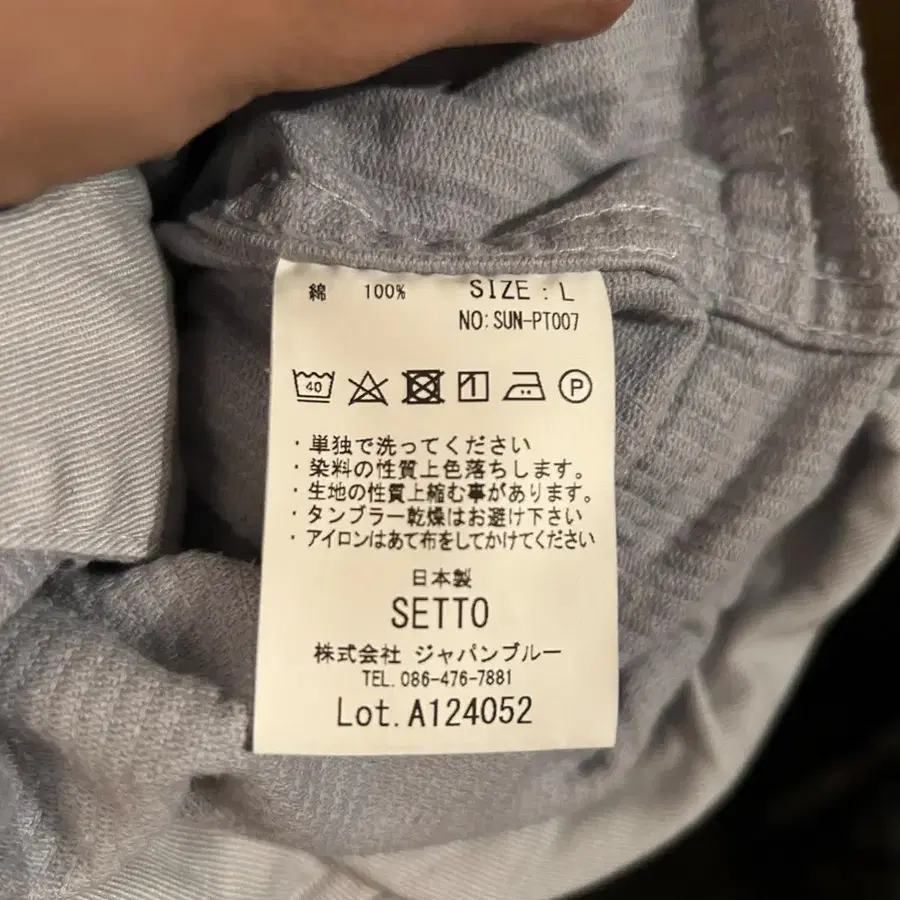 綿 100% SIZE : L
NO:SUN-PT007
40 1 P
・単独で洗ってください
・染料の性質上色落ちします。
・生地の性質上縮む事があります。
・タンブラー乾燥はお避け下さい
・アイロンはあて布をしてかけてください
日本製
SETTO
株式会社 ジャパンブルー
TEL. 086-476-7881
Lot. A124052